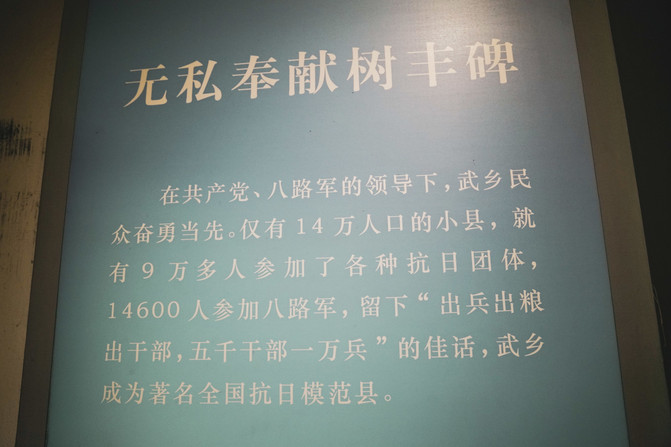 无私奉献树丰碑
在共产党、八路军的领导下，武乡民
众奋勇当先。仅有14万人口的小县，就
有9万多人参加了各种抗日团体，
14600人参加八路军，留下“出兵出粮
出干部，五千干部一万兵”的佳话，武乡
成为著名全国抗日模范县。